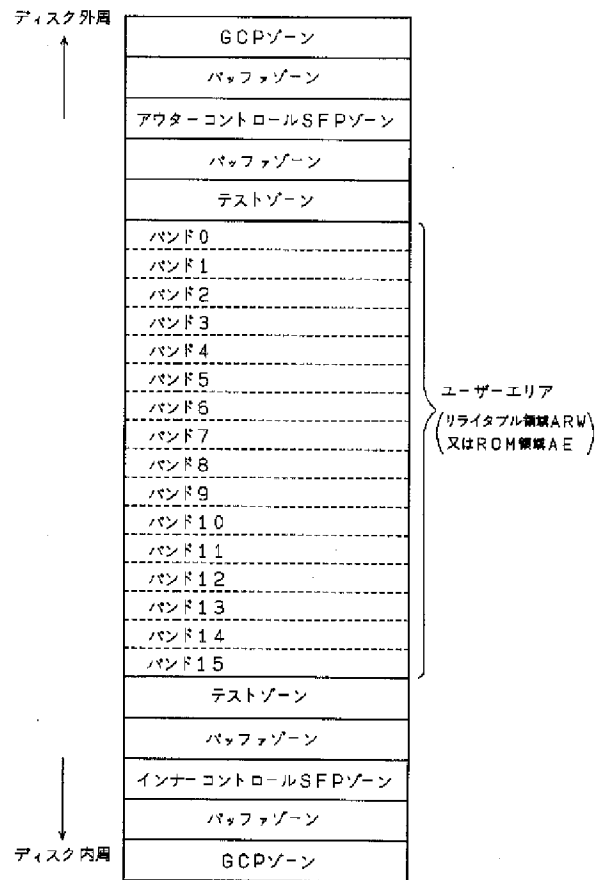 ディスク外周
GCPゾーン
バッファゾーン
アウターコントロールSFPゾーン
バッファゾーン
テストゾーン
バンド0
バンド1
バンド2
バンド3
バンド4
バンド5
バンド6
バンド7
バンド8
バンド9
バンド10
バンド11
バンド12
バンド13
バンド14
バンド15
ユーザーエリア
(リライタブル領域ARW
又はROM領域AE)
テストゾーン
バッファゾーン
インナーコントロールSFPゾーン
バッファゾーン
ディスク内周
GCPゾーン